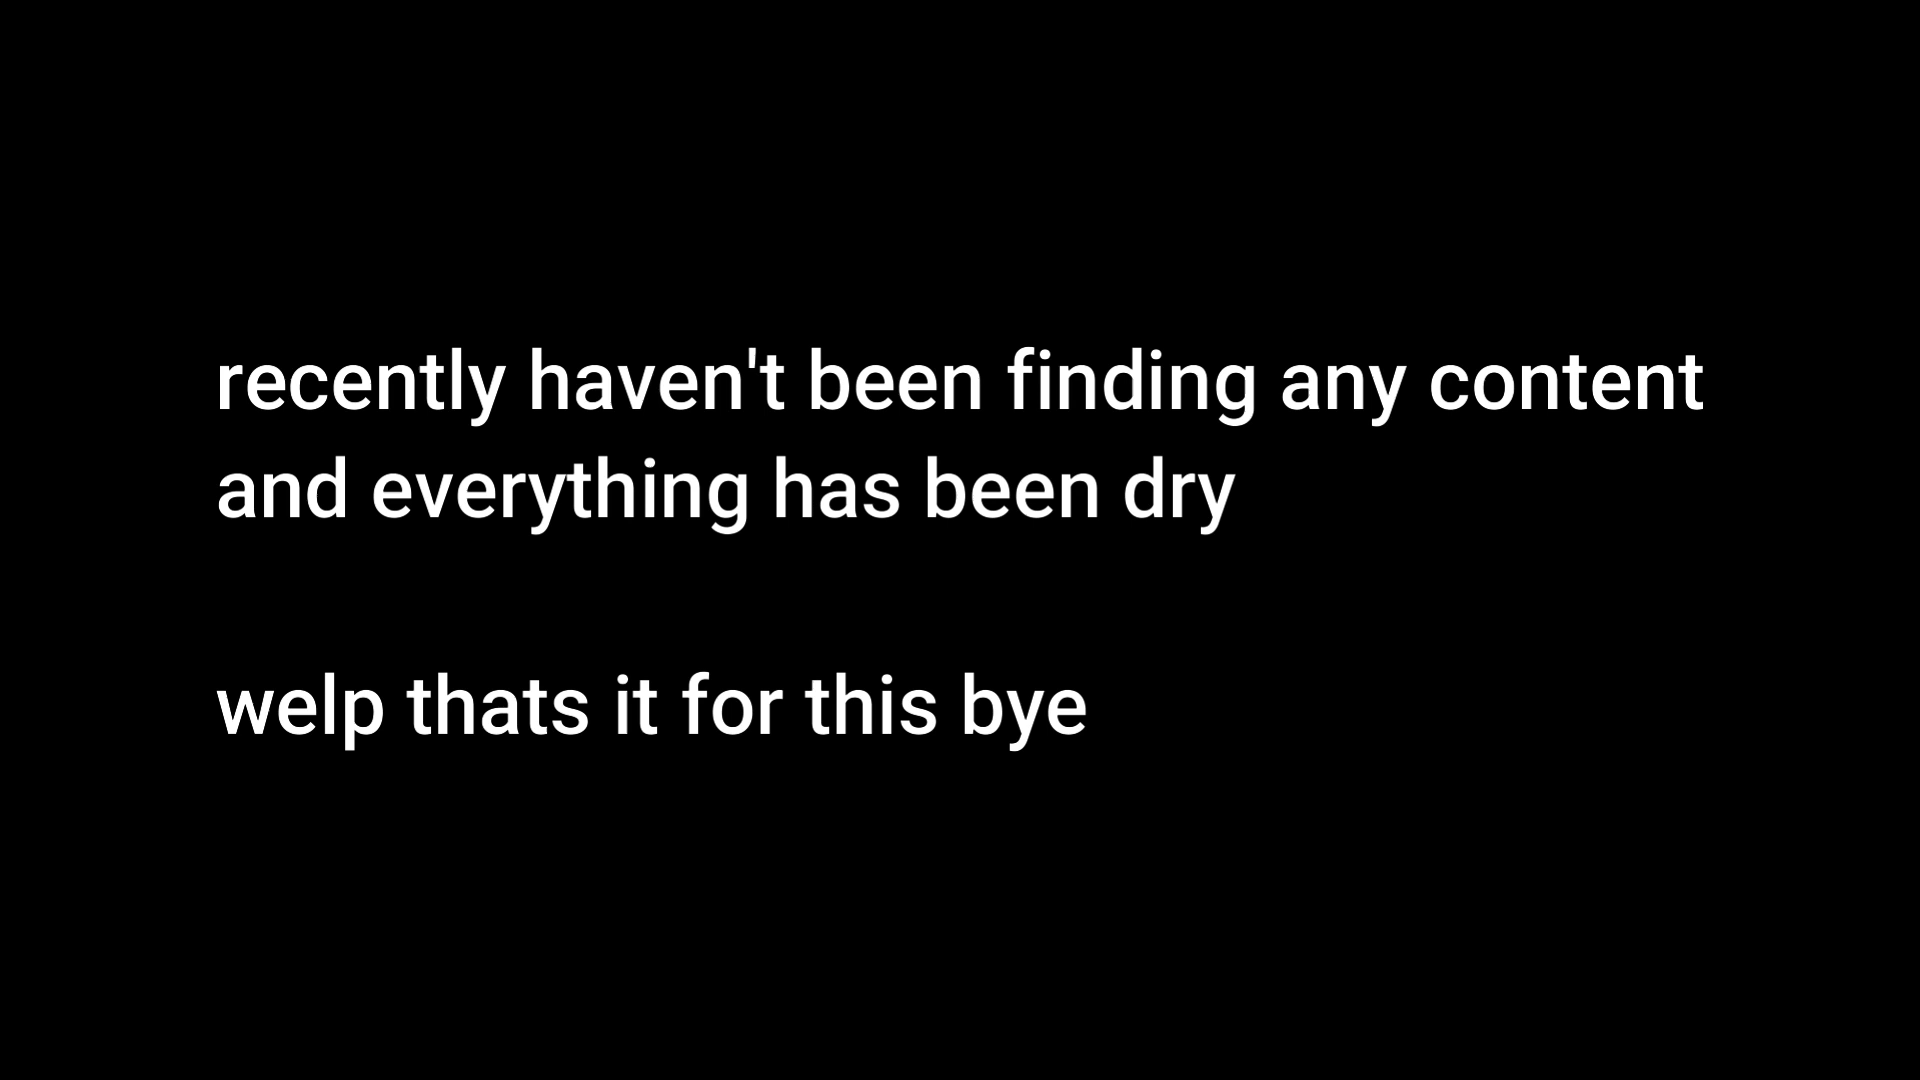 recently haven't been finding any content
and everything has been dry
welp thats it for this bye